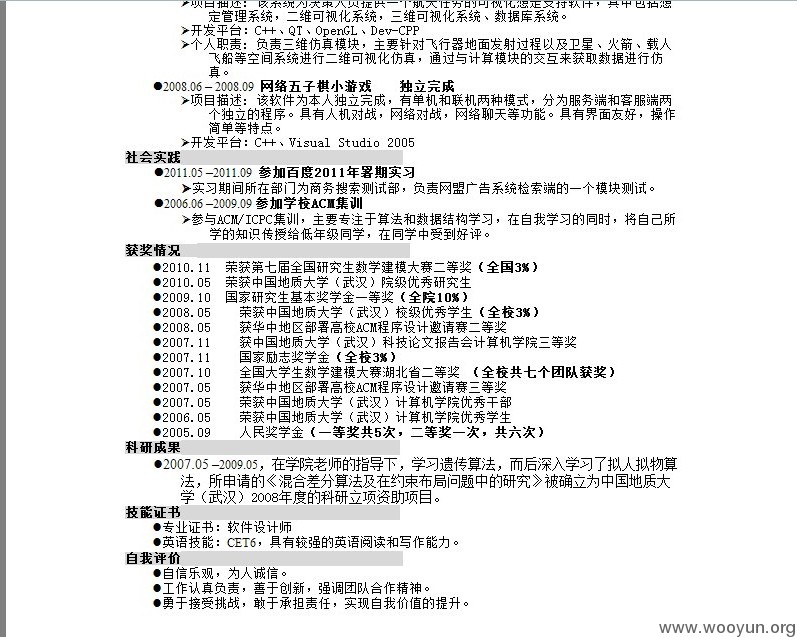 ➤项目描述：该系统为决策人员提供一个航天任务的可视化想定支持软件，其中包括想
定管理系统，二维可视化系统，三维可视化系统、数据库系统。
➤开发平台：C++、QT、OpenGL、Dev-CPP
➤个人职责：负责三维仿真模块，主要针对飞行器地面发射过程以及卫星、火箭、载人
飞船等空间系统进行二维可视化仿真，通过与计算模块的交互来获取数据进行仿
真。
●2008.06 – 2008.09 网络五子棋小游戏 独立完成
➤项目描述：该软件为本人独立完成，有单机和联机两种模式，分为服务端和客服端两
个独立的程序。具有人机对战，网络对战，网络聊天等功能。具有界面友好，操作
简单等特点。
➤开发平台：C++、Visual Studio 2005
社会实践
●2011.05 –2011.09 参加百度2011年暑期实习
➤实习期间所在部门为商务搜索测试部，负责网盟广告系统检索端的一个模块测试。
●2006.06 –2009.09 参加学校ACM集训
➤参与ACM/ICPC集训，主要专注于算法和数据结构学习，在自我学习的同时，将自己所
学的知识传授给低年级同学，在同学中受到好评。
获奖情况
●2010.11 荣获第七届全国研究生数学建模大赛二等奖（全国3%）
●2010.05 荣获中国地质大学（武汉）院级优秀研究生
●2009.10 国家研究生基本奖学金一等奖（全院10%）
●2008.05 荣获中国地质大学（武汉）校级优秀学生（全校3%）
●2008.05 获华中地区部署高校ACM程序设计邀请赛二等奖
●2007.11 获中国地质大学（武汉）科技论文报告会计算机学院三等奖
●2007.11 国家励志奖学金（全校3%）
●2007.10 全国大学生数学建模大赛湖北省二等奖 （全校共七个团队获奖）
●2007.05 获华中地区部署高校ACM程序设计邀请赛三等奖
●2007.05 荣获中国地质大学（武汉）计算机学院优秀干部
●2006.05 荣获中国地质大学（武汉）计算机学院优秀学生
●2005.09 人民奖学金（一等奖共5次，二等奖一次，共六次）
科研成果
●2007.05 –2009.05，在学院老师的指导下，学习遗传算法，而后深入学习了拟人拟物算
法，所申请的《混合差分算法及在约束布局问题中的研究》被确立为中国地质大
学（武汉）2008年度的科研立项资助项目。
技能证书
●专业证书：软件设计师
●英语技能：CET6，具有较强的英语阅读和写作能力。
自我评价
●自信乐观，为人诚信。
●工作认真负责，善于创新，强调团队合作精神。
●勇于接受挑战，敢于承担责任，实现自我价值的提升。
www.wooyun.org